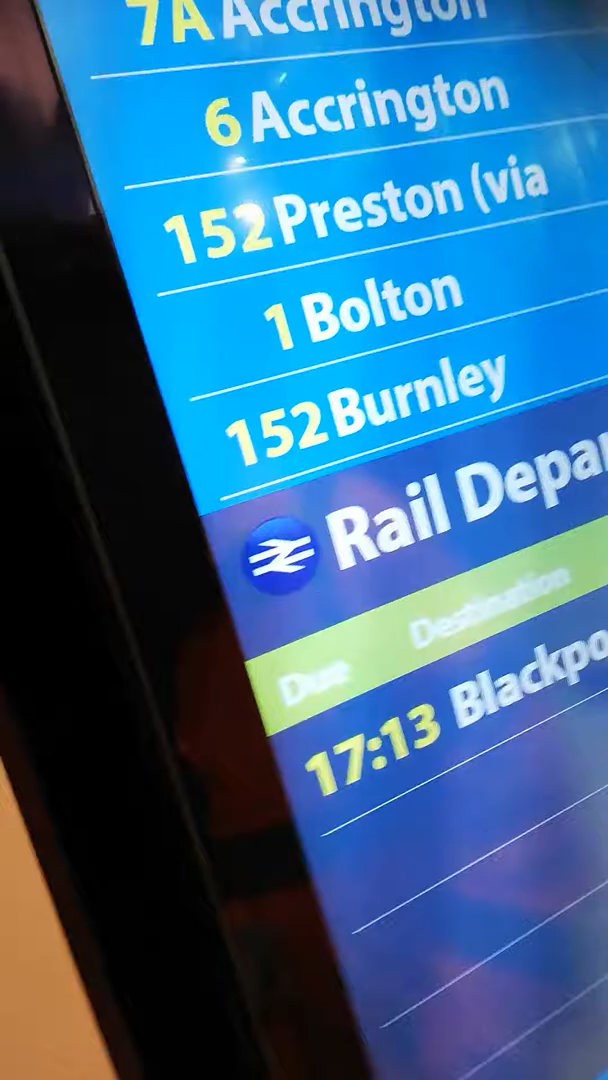 7A Accrington
6 Accrington
152 Preston (via
1 Bolton
152 Burnley
Rail Depar
Due Destination
17:13 Blackpo